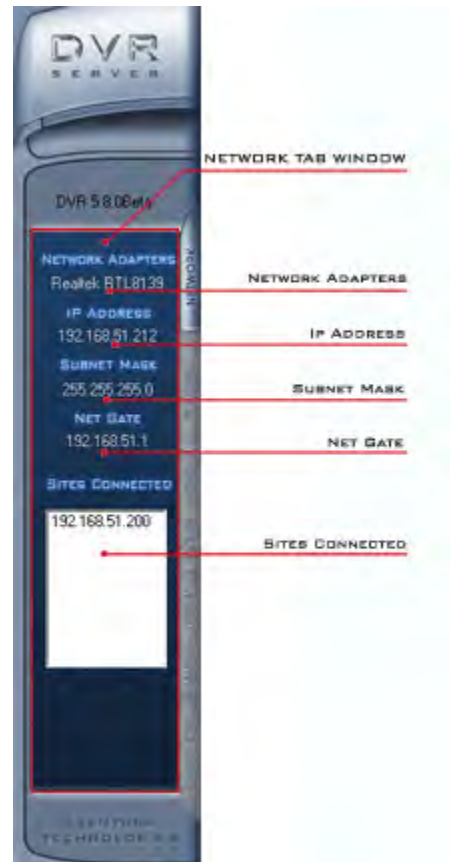 DVR
SERVER
NETWORK TAB WINDOW
DVR 5.8.0Beta
NETWORK ADAPTERS
Realtek RTL8139
NETWORK
NETWORK ADAPTERS
IP ADDRESS
192.168.51.212
IP ADDRESS
SUBNET MASK
255.255.255.0
SUBNET MASK
NET GATE
192.168.51.1
NET GATE
SITES CONNECTED
192.168.51.200
SITES CONNECTED